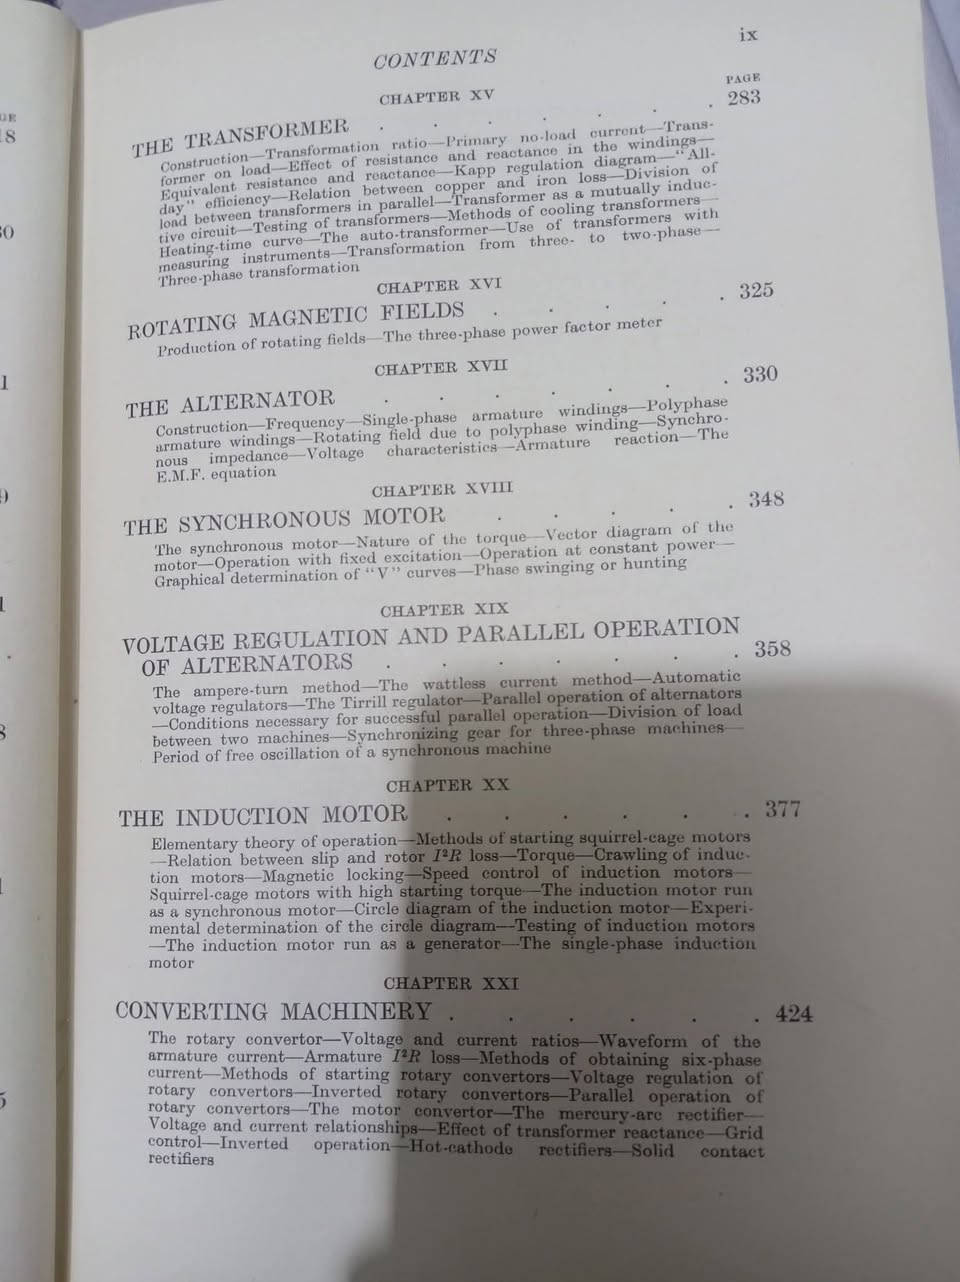 ix
CONTENTS
CHAPTER XV
PAGE
THE TRANSFORMER . . . . . . . 283
Construction—Transformation ratio—Primary no-load current—Trans-
former on load—Effect of resistance and reactance in the windings—
Equivalent resistance and reactance—Kapp regulation diagram—"All-
day" efficiency—Relation between copper and iron loss—Division of
load between transformers in parallel—Transformer as a mutually induc-
tive circuit—Testing of transformers—Methods of cooling transformers—
Heating-time curve—The auto-transformer—Use of transformers with
measuring instruments—Transformation from three- to two-phase—
Three-phase transformation
CHAPTER XVI
ROTATING MAGNETIC FIELDS . . . . . 325
Production of rotating fields—The three-phase power factor meter
CHAPTER XVII
THE ALTERNATOR . . . . . . . 330
Construction—Frequency—Single-phase armature windings—Polyphase
armature windings—Rotating field due to polyphase winding—Synchro-
nous impedance—Voltage characteristics—Armature reaction—The
E.M.F. equation
CHAPTER XVIII
THE SYNCHRONOUS MOTOR . . . . . 348
The synchronous motor—Nature of the torque—Vector diagram of the
motor—Operation with fixed excitation—Operation at constant power—
Graphical determination of "V" curves—Phase swinging or hunting
CHAPTER XIX
VOLTAGE REGULATION AND PARALLEL OPERATION
OF ALTERNATORS . . . . . . . 358
The ampere-turn method—The wattless current method—Automatic
voltage regulators—The Tirrill regulator—Parallel operation of alternators
—Conditions necessary for successful parallel operation—Division of load
between two machines—Synchronizing gear for three-phase machines—
Period of free oscillation of a synchronous machine
CHAPTER XX
THE INDUCTION MOTOR . . . . . . 377
Elementary theory of operation—Methods of starting squirrel-cage motors
—Relation between slip and rotor I²R loss—Torque—Crawling of induc-
tion motors—Magnetic locking—Speed control of induction motors—
Squirrel-cage motors with high starting torque—The induction motor run
as a synchronous motor—Circle diagram of the induction motor—Experi-
mental determination of the circle diagram—Testing of induction motors
—The induction motor run as a generator—The single-phase induction
motor
CHAPTER XXI
CONVERTING MACHINERY . . . . . . 424
The rotary convertor—Voltage and current ratios—Waveform of the
armature current—Armature I²R loss—Methods of obtaining six-phase
current—Methods of starting rotary convertors—Voltage regulation of
rotary convertors—Inverted rotary convertors—Parallel operation of
rotary convertors—The motor convertor—The mercury-arc rectifier—
Voltage and current relationships—Effect of transformer reactance—Grid
control—Inverted operation—Hot-cathode rectifiers—Solid contact
rectifiers